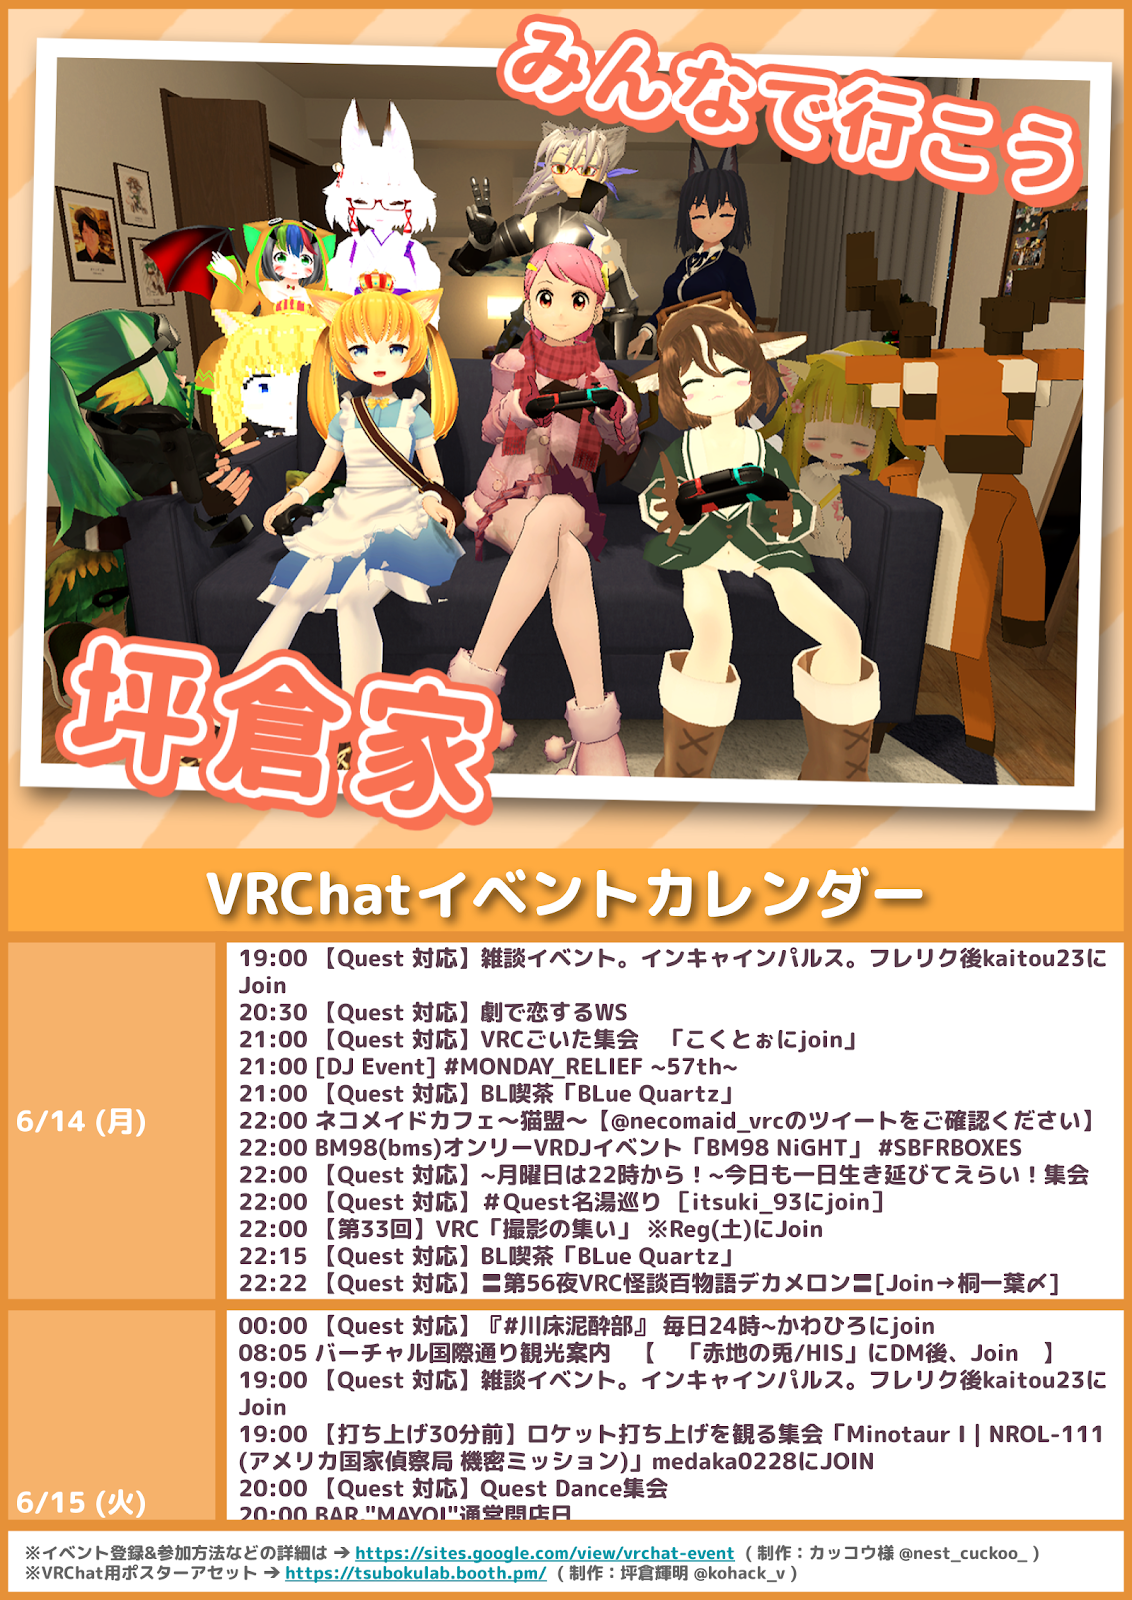 みんなで行こう
坪倉家
VRChatイベントカレンダー
6/14 (月)
19:00 【Quest 対応】雑談イベント。インキャインパルス。フレリク後kaitou23に
Join
20:30 【Quest 対応】劇で恋するWS
21:00 【Quest 対応】VRCごいた集会　「こくとぉにjoin」
21:00 [DJ Event] #MONDAY_RELIEF ~57th~
21:00 【Quest 対応】BL喫茶「BLue Quartz」
22:00 ネコメイドカフェ～猫盟～【@necomaid_vrcのツイートをご確認ください】
22:00 BM98(bms)オンリーVRDJイベント「BM98 NiGHT」 #SBFRBOXES
22:00 【Quest 対応】~月曜日は22時から！~今日も一日生き延びてえらい！集会
22:00 【Quest 対応】＃Quest名湯巡り ［itsuki_93にjoin］
22:00 【第33回】VRC「撮影の集い」 ※Reg(土)にJoin
22:15 【Quest 対応】BL喫茶「BLue Quartz」
22:22 【Quest 対応】〓第56夜VRC怪談百物語デカメロン〓[Join→桐一葉〆]
6/15 (火)
00:00 【Quest 対応】『#川床泥酔部』 毎日24時~かわひろにjoin
08:05 バーチャル国際通り観光案内　【　「赤地の兎/HIS」にDM後、Join　】
19:00 【Quest 対応】雑談イベント。インキャインパルス。フレリク後kaitou23に
Join
19:00 【打ち上げ30分前】ロケット打ち上げを観る集会「Minotaur I | NROL-111
(アメリカ国家偵察局 機密ミッション)」medaka0228にJOIN
20:00 【Quest 対応】Quest Dance集会
20:00 BAR."MAYOI"通常開店日
※イベント登録&参加方法などの詳細は → https://sites.google.com/view/vrchat-event ( 制作：カッコウ様 @nest_cuckoo_ )
※VRChat用ポスターアセット → https://tsubokulab.booth.pm/ ( 制作：坪倉輝明 @kohack_v )